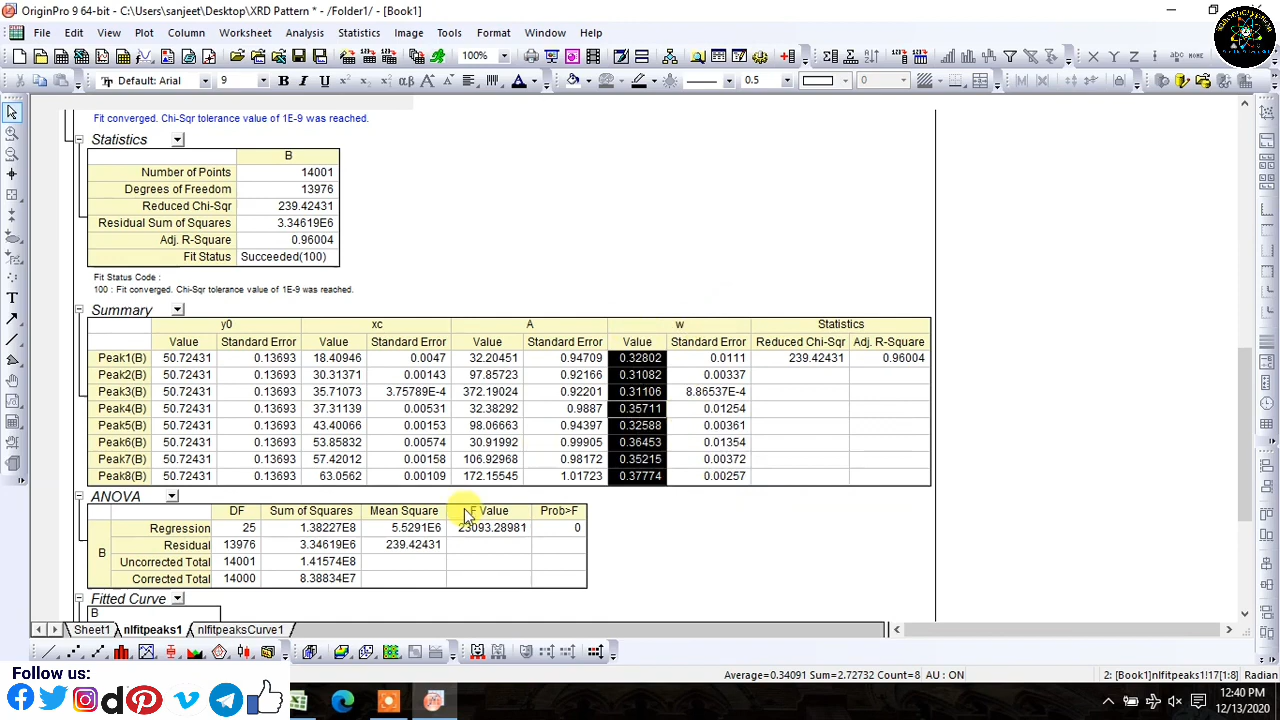 OriginPro 9 64-bit - C:\Users\sanjeet\Desktop\XRD Pattern * - /Folder1/ - [Book1]
File Edit View Plot Column Worksheet Analysis Statistics Image Tools Format Window Help
100%
Default: Arial 9 B I U 0.5 0
Fit converged. Chi-Sqr tolerance value of 1E-9 was reached.
Statistics
B
Number of Points 14001
Degrees of Freedom 13976
Reduced Chi-Sqr 239.42431
Residual Sum of Squares 3.34619E6
Adj. R-Square 0.96004
Fit Status Succeeded(100)
Fit Status Code :
100 : Fit converged. Chi-Sqr tolerance value of 1E-9 was reached.
Summary
y0 xc A w Statistics
Value Standard Error Value Standard Error Value Standard Error Value Standard Error Reduced Chi-Sqr Adj. R-Square
Peak1(B) 50.72431 0.13693 18.40946 0.0047 32.20451 0.94709 0.32802 0.0111 239.42431 0.96004
Peak2(B) 50.72431 0.13693 30.31371 0.00143 97.85723 0.92166 0.31082 0.00337
Peak3(B) 50.72431 0.13693 35.71073 3.75789E-4 372.19024 0.92201 0.31106 8.86537E-4
Peak4(B) 50.72431 0.13693 37.31139 0.00531 32.38292 0.9887 0.35711 0.01254
Peak5(B) 50.72431 0.13693 43.40066 0.00153 98.06663 0.94397 0.32588 0.00361
Peak6(B) 50.72431 0.13693 53.85832 0.00574 30.91992 0.99905 0.36453 0.01354
Peak7(B) 50.72431 0.13693 57.42012 0.00158 106.92968 0.98172 0.35215 0.00372
Peak8(B) 50.72431 0.13693 63.0562 0.00109 172.15545 1.01723 0.37774 0.00257
ANOVA
DF Sum of Squares Mean Square F Value Prob>F
B
Regression 25 1.38227E8 5.5291E6 23093.28981 0
Residual 13976 3.34619E6 239.42431
Uncorrected Total 14001 1.41574E8
Corrected Total 14000 8.38834E7
Fitted Curve
B
Sheet1 nlfitpeaks1 nlfitpeaksCurve1
Average=0.34091 Sum=2.72732 Count=8 AU : ON 2: [Book1]nlfitpeaks1!17[1:8] Radian
Follow us:
12:40 PM
12/13/2020